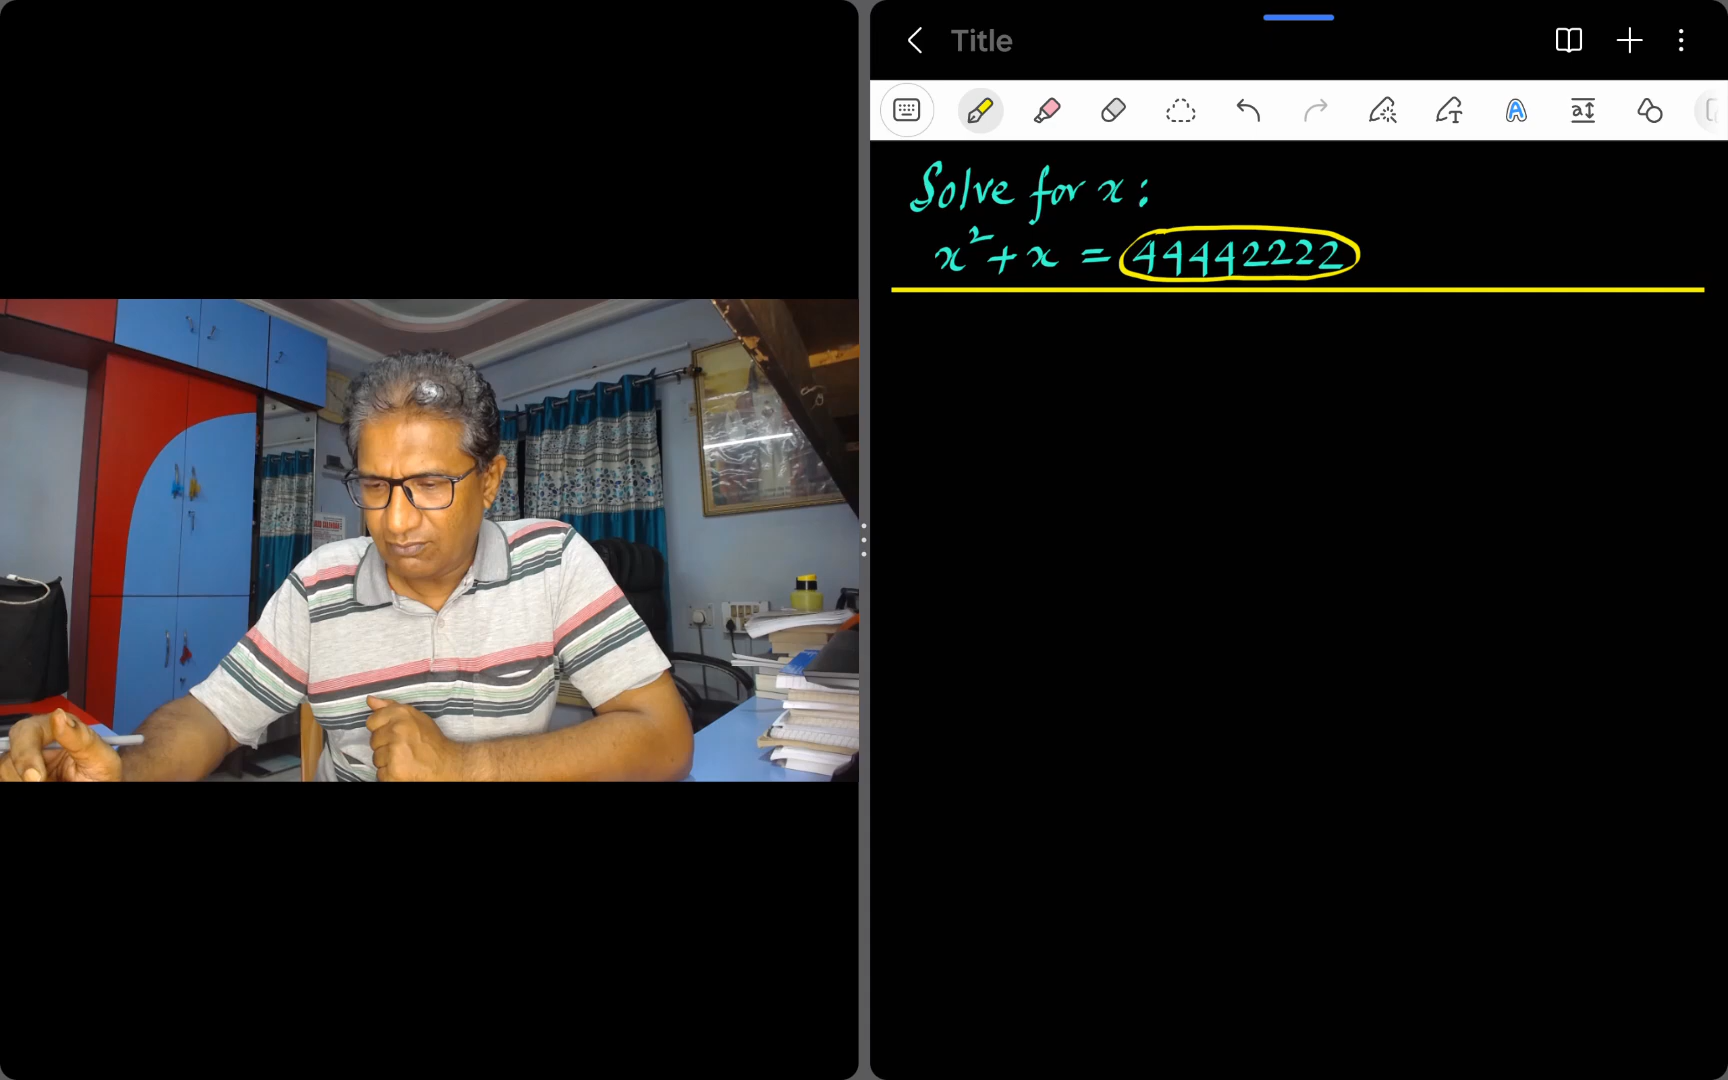 Title
Solve for x :
x² + x = 44442222